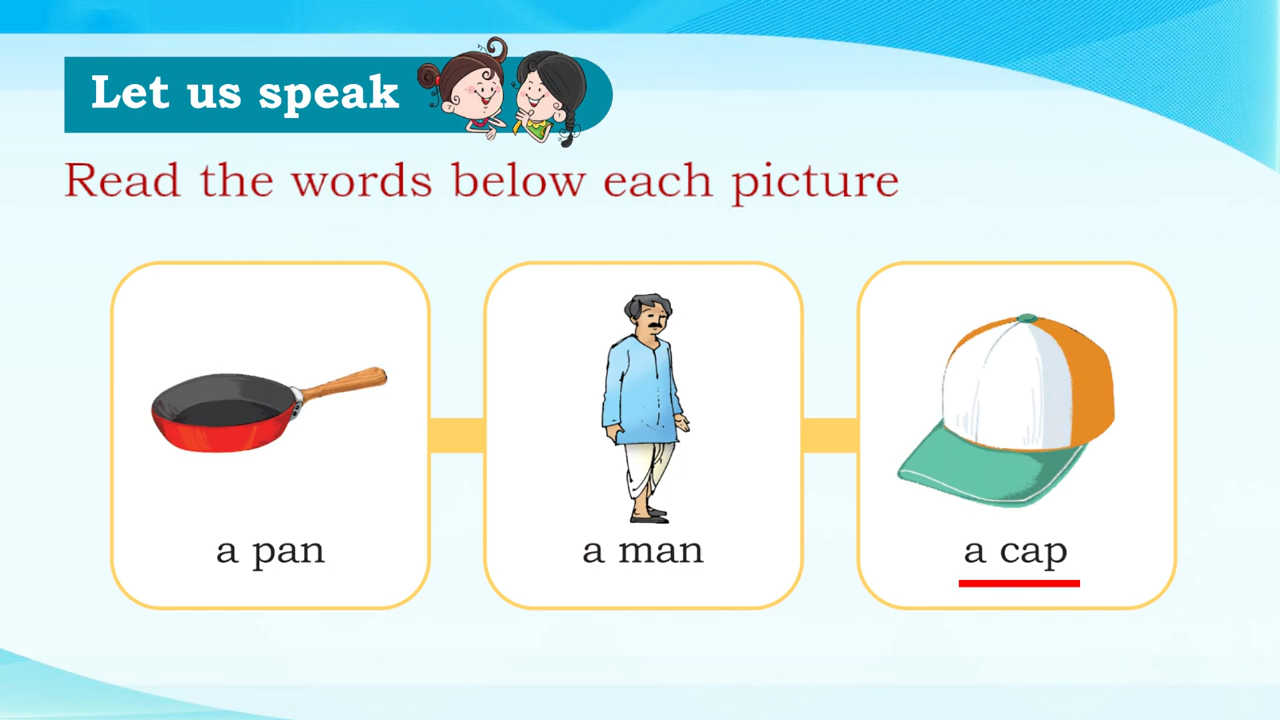 Let us speak
Read the words below each picture
a pan
a man
a cap